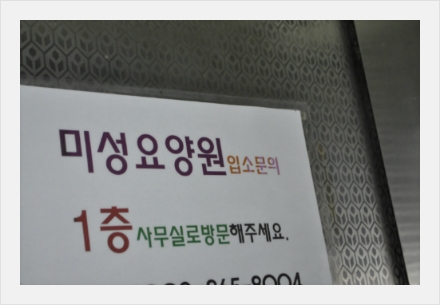 미성요양원 입소문의
1층 사무실로방문해주세요.